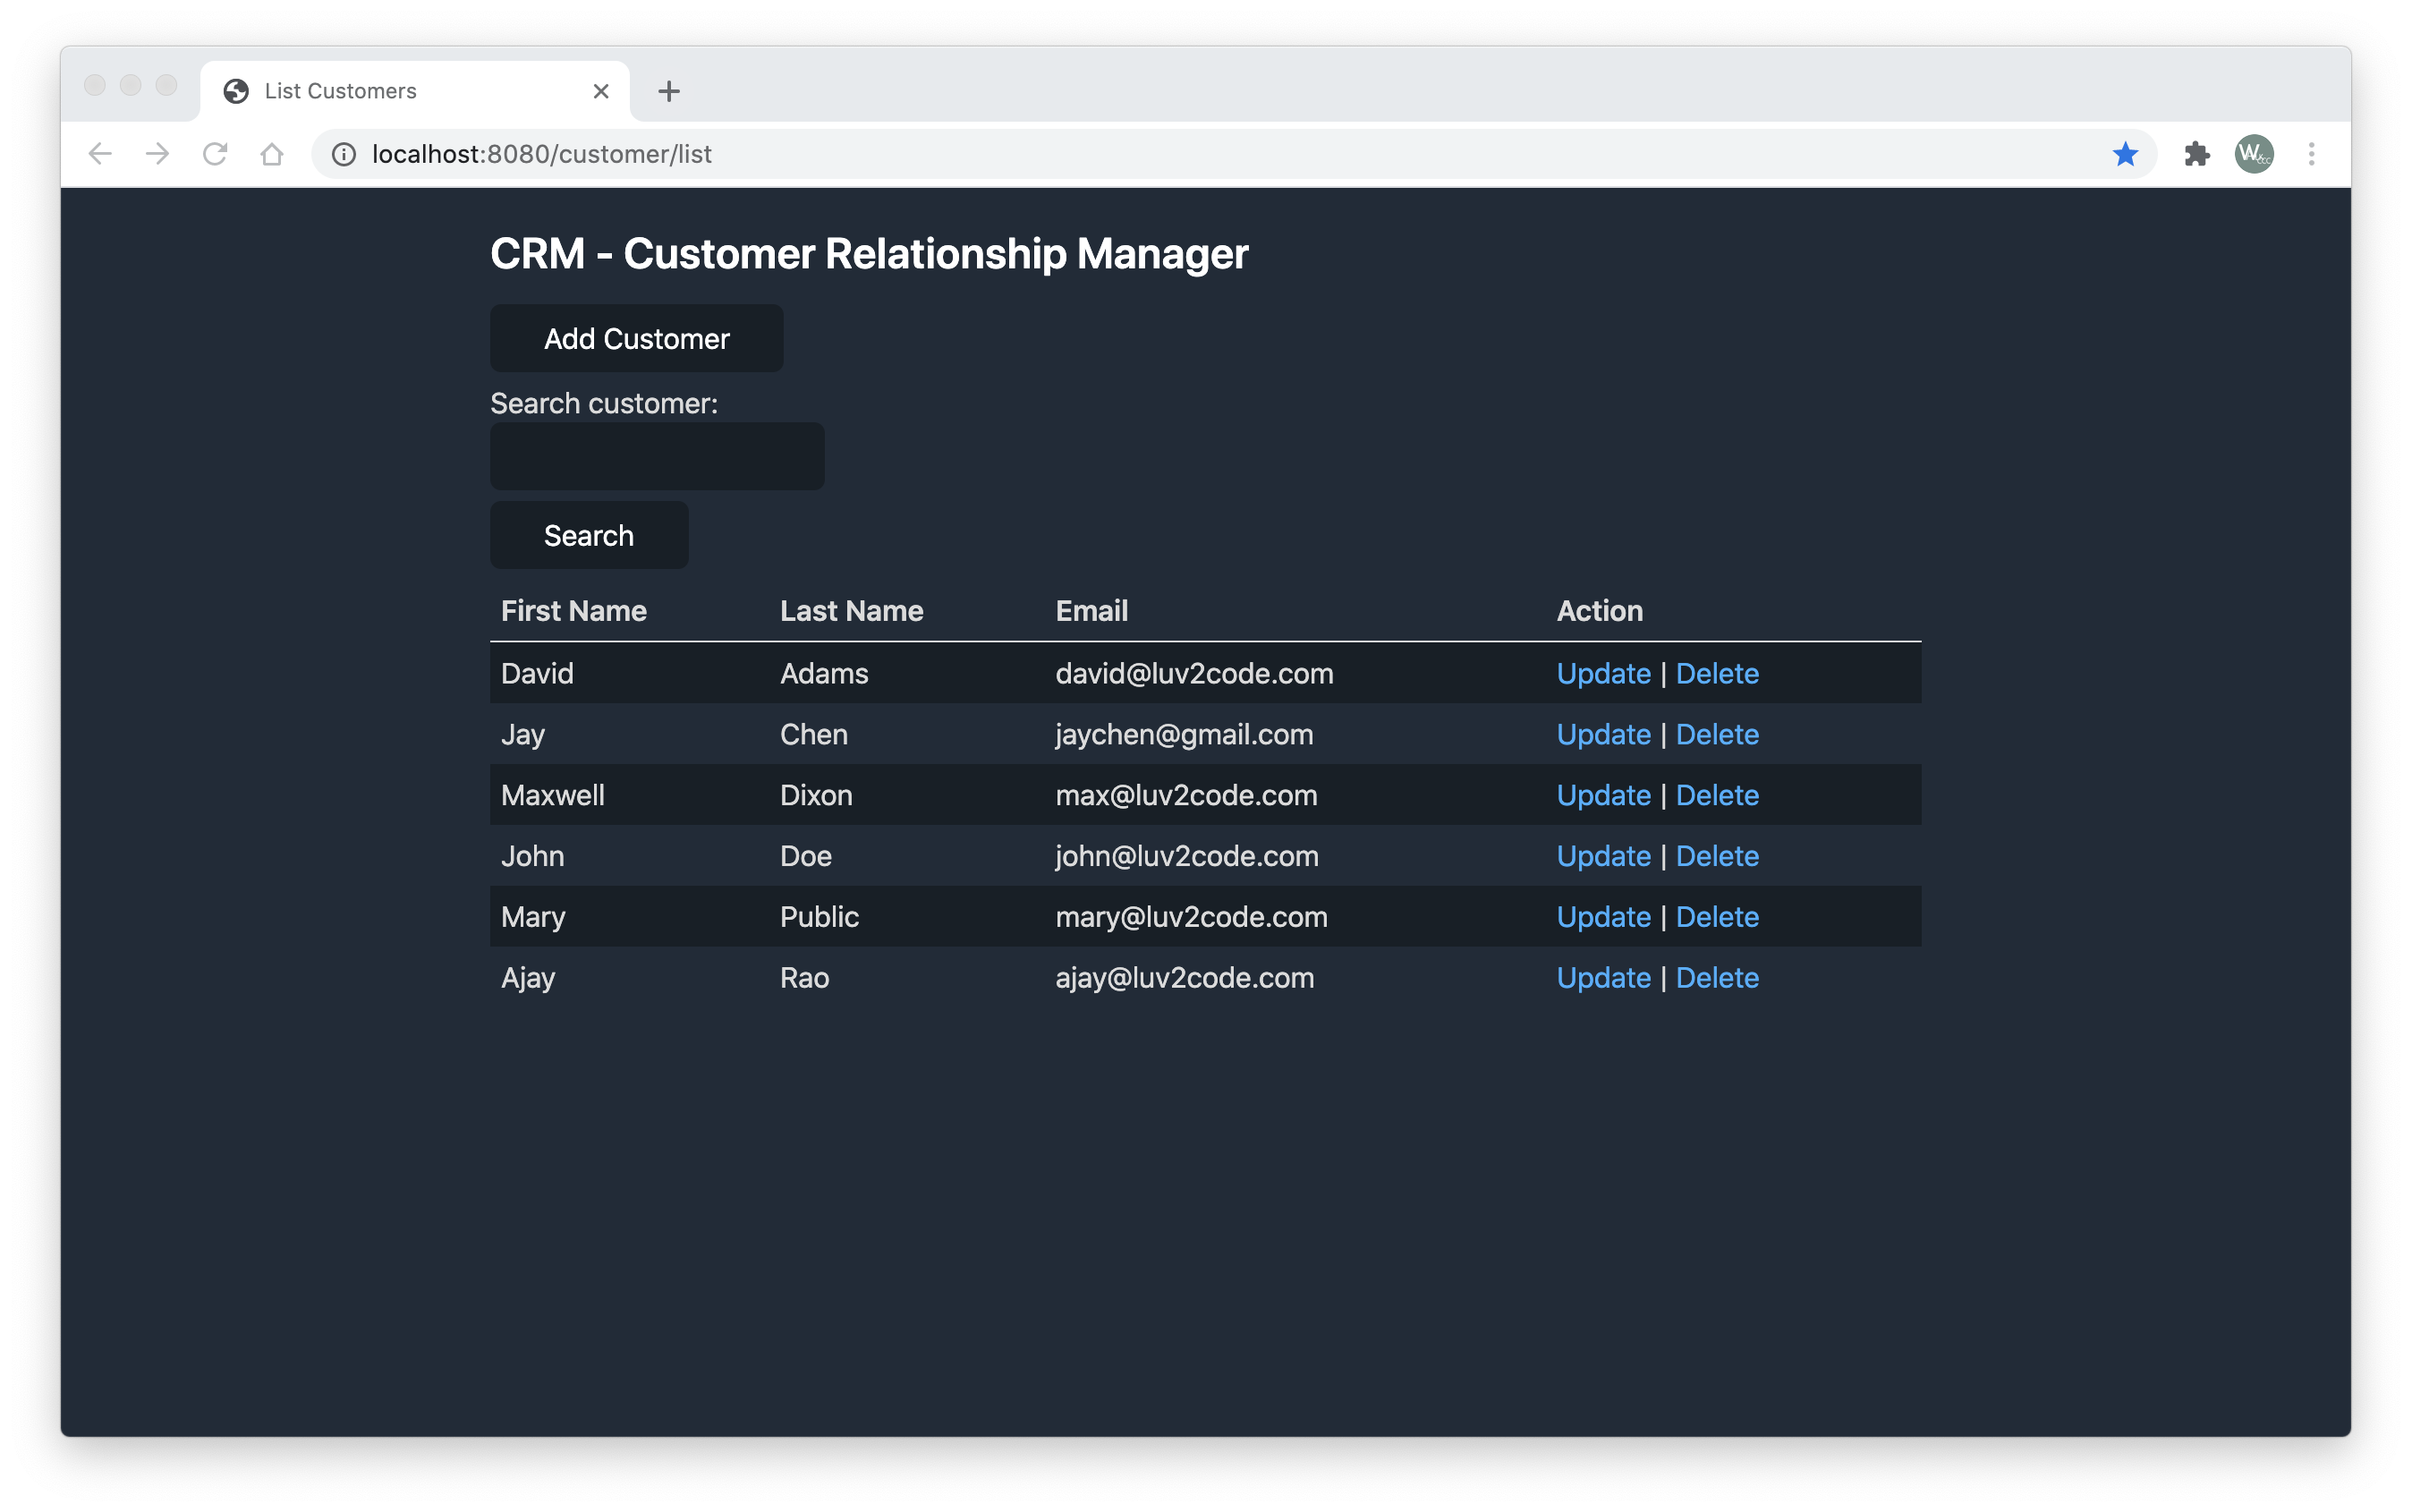 List Customers
localhost:8080/customer/list
CRM - Customer Relationship Manager
Add Customer
Search customer:
Search
First Name Last Name Email Action
David Adams david@luv2code.com Update | Delete
Jay Chen jaychen@gmail.com Update | Delete
Maxwell Dixon max@luv2code.com Update | Delete
John Doe john@luv2code.com Update | Delete
Mary Public mary@luv2code.com Update | Delete
Ajay Rao ajay@luv2code.com Update | Delete